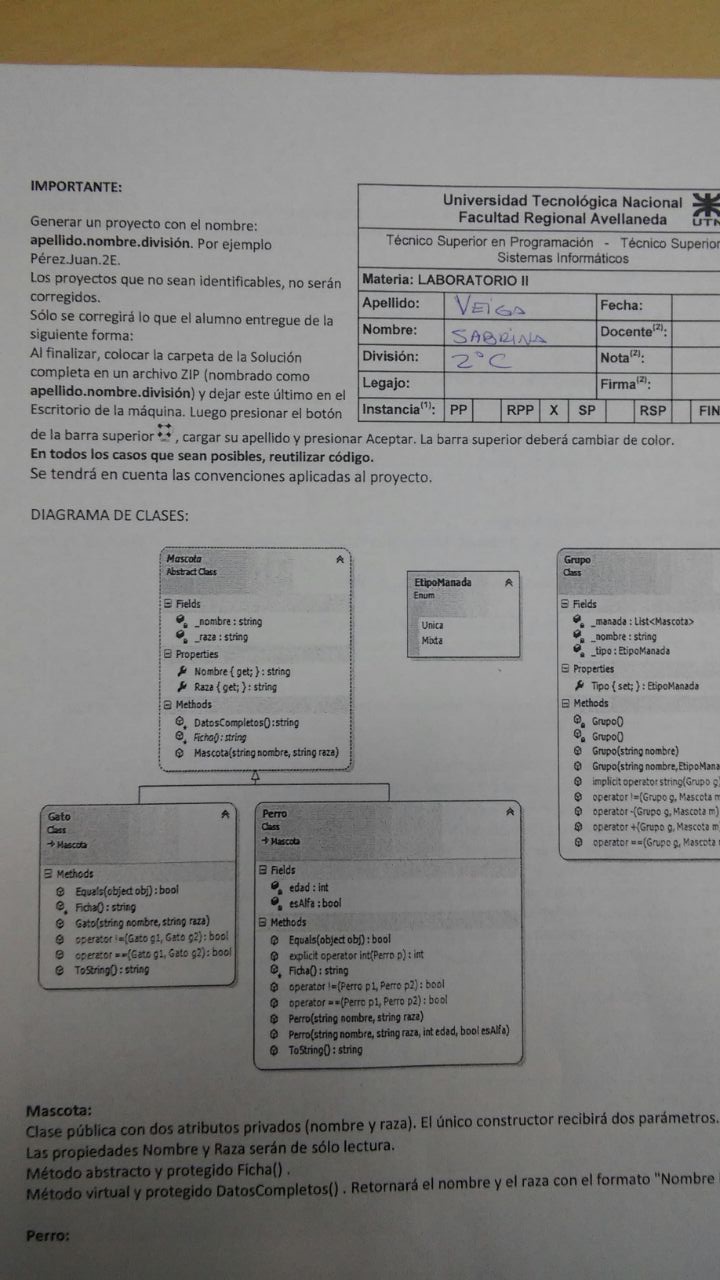 IMPORTANTE:
Generar un proyecto con el nombre:
apellido.nombre.división. Por ejemplo
Pérez.Juan.2E.
Los proyectos que no sean identificables, no serán
corregidos.
Sólo se corregirá lo que el alumno entregue de la
siguiente forma:
Al finalizar, colocar la carpeta de la Solución
completa en un archivo ZIP (nombrado como
apellido.nombre.división) y dejar este último en el
Escritorio de la máquina. Luego presionar el botón
de la barra superior , cargar su apellido y presionar Aceptar. La barra superior deberá cambiar de color.
En todos los casos que sean posibles, reutilizar código.
Se tendrá en cuenta las convenciones aplicadas al proyecto.
Universidad Tecnológica Nacional
Facultad Regional Avellaneda
UTN
Técnico Superior en Programación - Técnico Superior
Sistemas Informáticos
Materia: LABORATORIO II
Apellido: VEIGA Fecha:
Nombre: SABRINA Docente(2):
División: 2°C Nota(2):
Legajo: Firma(2):
Instancia(1): PP RPP X SP RSP FIN
DIAGRAMA DE CLASES:
Mascota
Abstract Class
Fields
_nombre : string
_raza : string
Properties
Nombre { get; } : string
Raza { get; } : string
Methods
DatosCompletos():string
Ficha() : string
Mascota(string nombre, string raza)
EtipoManada
Enum
Unica
Mixta
Grupo
Class
Fields
_manada : List<Mascota>
_nombre : string
_tipo : EtipoManada
Properties
Tipo { set; } : EtipoManada
Methods
Grupo()
Grupo()
Grupo(string nombre)
Grupo(string nombre,EtipoMana
implicit operator string(Grupo g)
operator !=(Grupo g, Mascota m
operator -(Grupo g, Mascota m)
operator +(Grupo g, Mascota m)
operator ==(Grupo g, Mascota
Gato
Class
Mascota
Methods
Equals(object obj) : bool
Ficha() : string
Gato(string nombre, string raza)
operator !=(Gato g1, Gato g2) : bool
operator ==(Gato g1, Gato g2) : bool
ToString() : string
Perro
Class
Mascota
Fields
edad : int
esAlfa : bool
Methods
Equals(object obj) : bool
explicit operator int(Perro p) : int
Ficha() : string
operator !=(Perro p1, Perro p2) : bool
operator ==(Perro p1, Perro p2) : bool
Perro(string nombre, string raza)
Perro(string nombre, string raza, int edad, bool esAlfa)
ToString() : string
Mascota:
Clase pública con dos atributos privados (nombre y raza). El único constructor recibirá dos parámetros.
Las propiedades Nombre y Raza serán de sólo lectura.
Método abstracto y protegido Ficha() .
Método virtual y protegido DatosCompletos() . Retornará el nombre y el raza con el formato "Nombre
Perro: